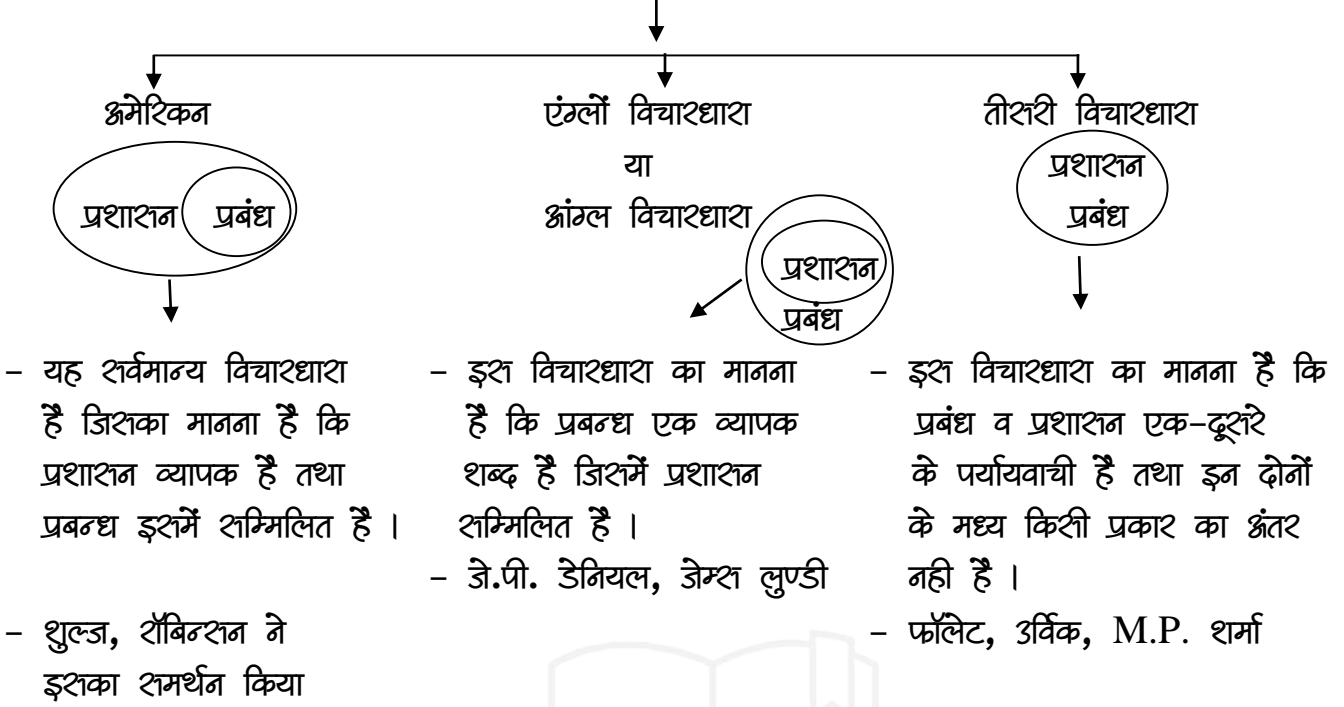 अमेरिकन
प्रशासन प्रबंध
एंग्लों विचारधारा
या
आंग्ल विचारधारा
प्रशासन
प्रबंध
तीसरी विचारधारा
प्रशासन
प्रबंध
– यह सर्वमान्य विचारधारा
है जिसका मानना है कि
प्रशासन व्यापक है तथा
प्रबन्ध इसमें सम्मिलित है ।
– शुल्ज, रॉबिन्सन ने
इसका समर्थन किया
– इस विचारधारा का मानना
है कि प्रबन्ध एक व्यापक
शब्द है जिसमें प्रशासन
सम्मिलित है ।
– जे.पी. डेनियल, जेम्स लुण्डी
– इस विचारधारा का मानना है कि
प्रबंध व प्रशासन एक-दूसरे
के पर्यायवाची है तथा इन दोनों
के मध्य किसी प्रकार का अंतर
नही है ।
– फॉलेट, उर्विक, M.P. शर्मा